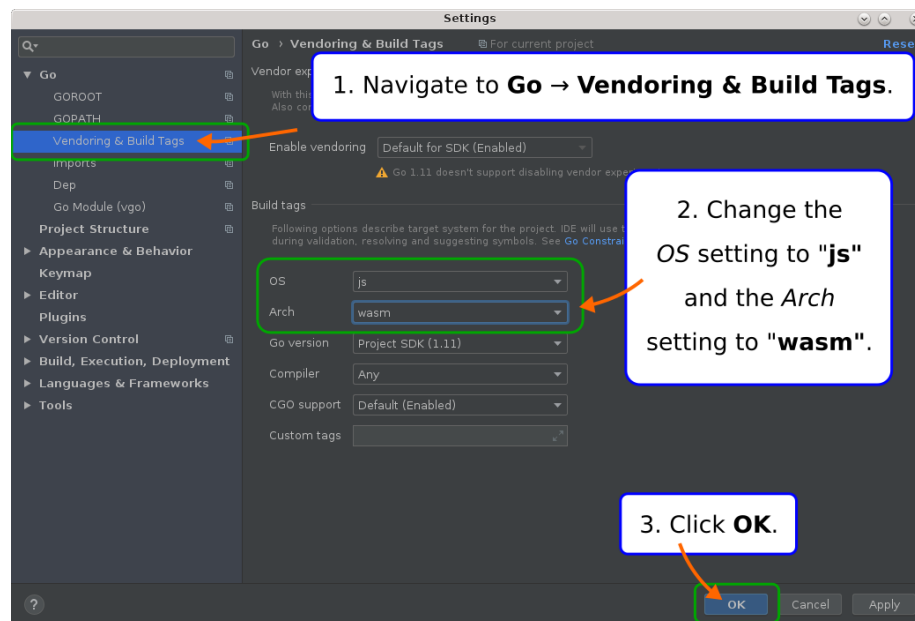 Settings
Go › Vendoring & Build Tags For current project Rese
Vendor exp
1. Navigate to Go → Vendoring & Build Tags.
With this
Also con
Go
GOROOT
GOPATH
Vendoring & Build Tags
Imports
Dep
Go Module (vgo)
Project Structure
Appearance & Behavior
Keymap
Editor
Plugins
Version Control
Build, Execution, Deployment
Languages & Frameworks
Tools
Enable vendoring Default for SDK (Enabled)
Go 1.11 doesn't support disabling vendor expe
Build tags
Following options describe target system for the project. IDE will use t
during validation, resolving and suggesting symbols. See Go Constrai
OS js
Arch wasm
Go version Project SDK (1.11)
Compiler Any
CGO support Default (Enabled)
Custom tags
2. Change the
OS setting to "js"
and the Arch
setting to "wasm".
3. Click OK.
?
OK Cancel Apply